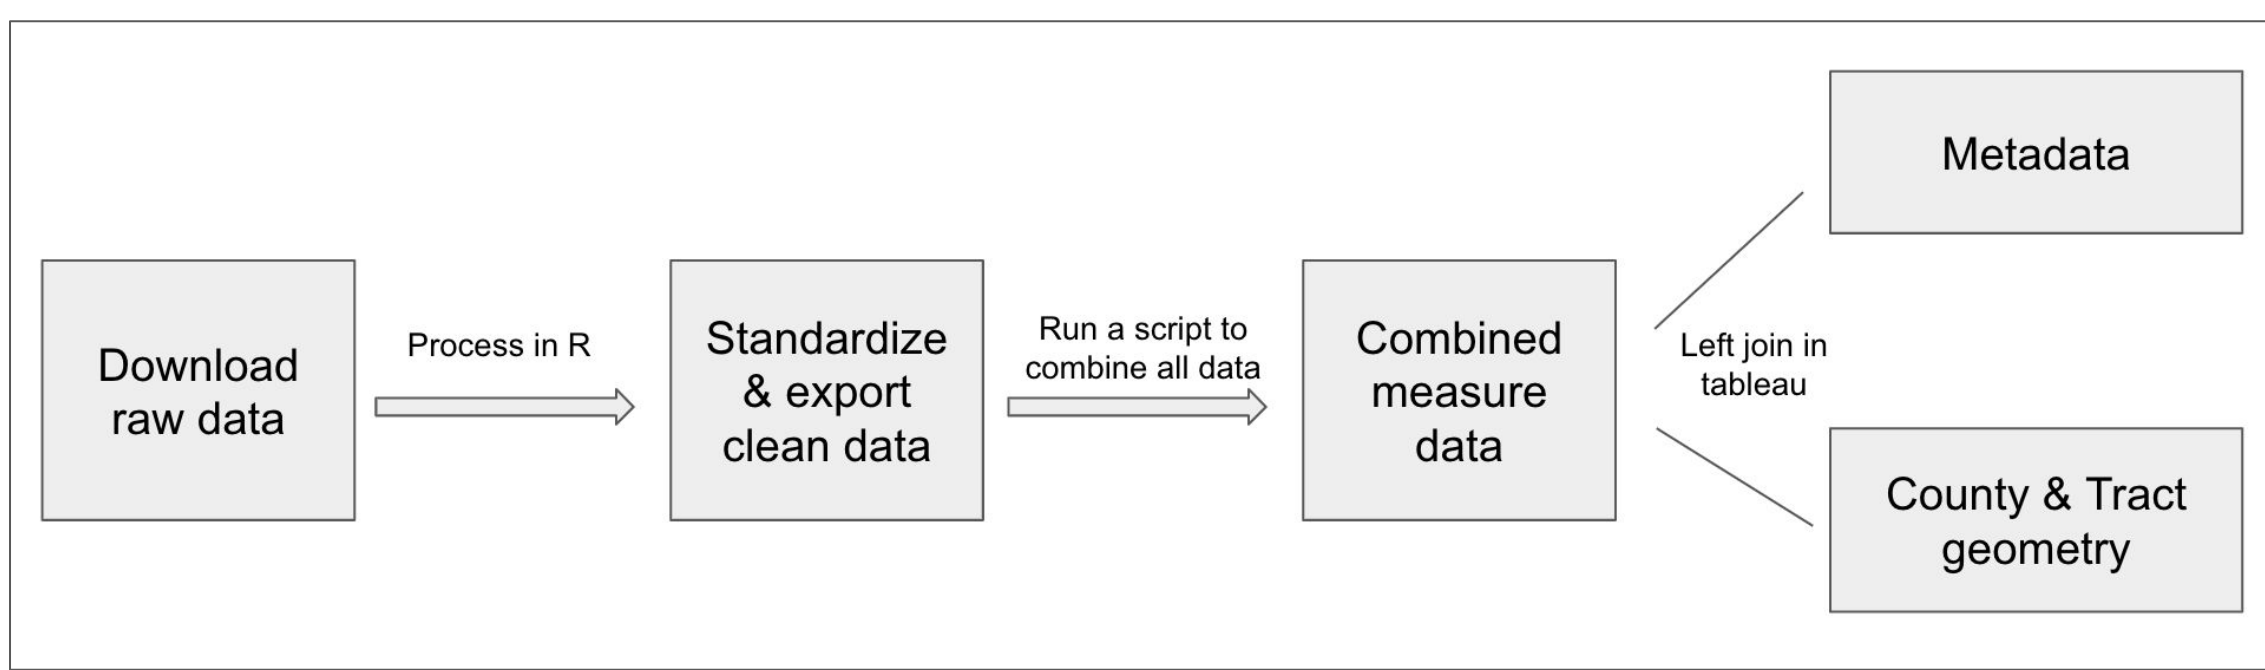 Download
raw data
Process in R
Standardize
& export
clean data
Run a script to
combine all data
Combined
measure
data
Left join in
tableau
Metadata
County & Tract
geometry